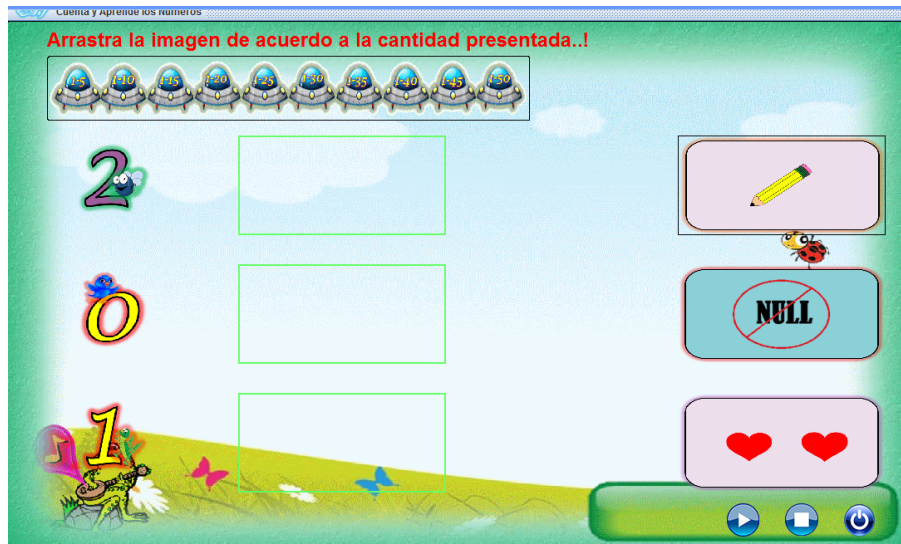 Cuenta y Aprende los Numeros
Arrastra la imagen de acuerdo a la cantidad presentada..!
1-5 1-10 1-15 1-20 1-25 1-30 1-35 1-40 1-45 1-50
2
0
NULL
1